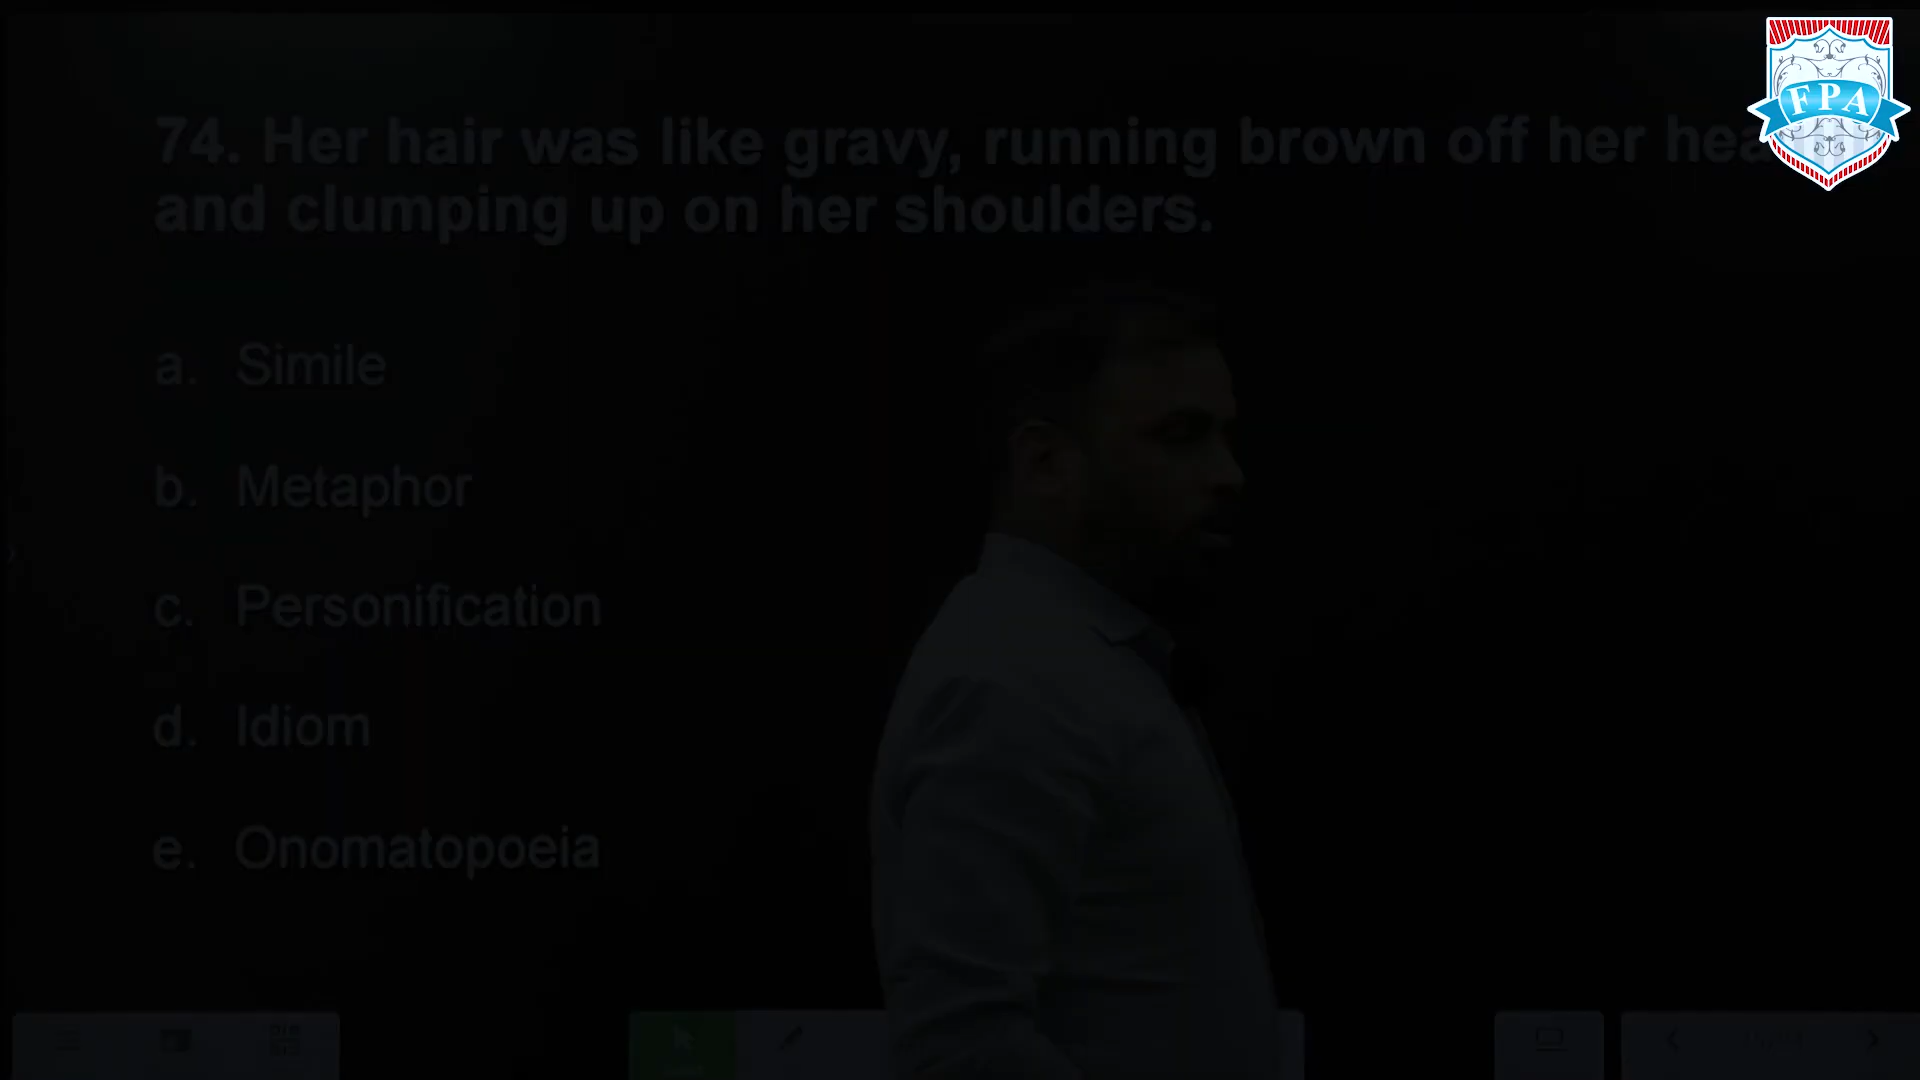 FPA
74. Her hair was like gravy, running brown off her hea
and clumping up on her shoulders.
a. Simile
b. Metaphor
c. Personification
d. Idiom
e. Onomatopoeia